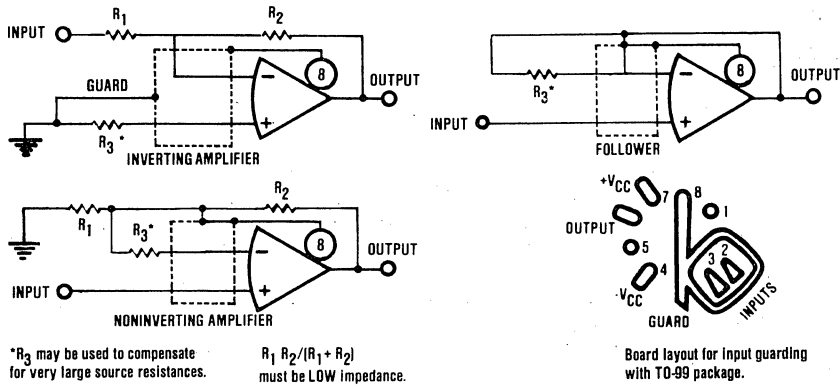 INPUT
R1
R2
8
OUTPUT
GUARD
−
+
R3*
INVERTING AMPLIFIER
R3*
8
OUTPUT
−
+
INPUT
FOLLOWER
R1
R2
R3*
8
OUTPUT
−
+
INPUT
NONINVERTING AMPLIFIER
+VCC
7
8
1
OUTPUT
5
3 2
-VCC
4
INPUTS
GUARD
*R3 may be used to compensate
for very large source resistances.
R1 R2/(R1 + R2)
must be LOW impedance.
Board layout for input guarding
with TO-99 package.